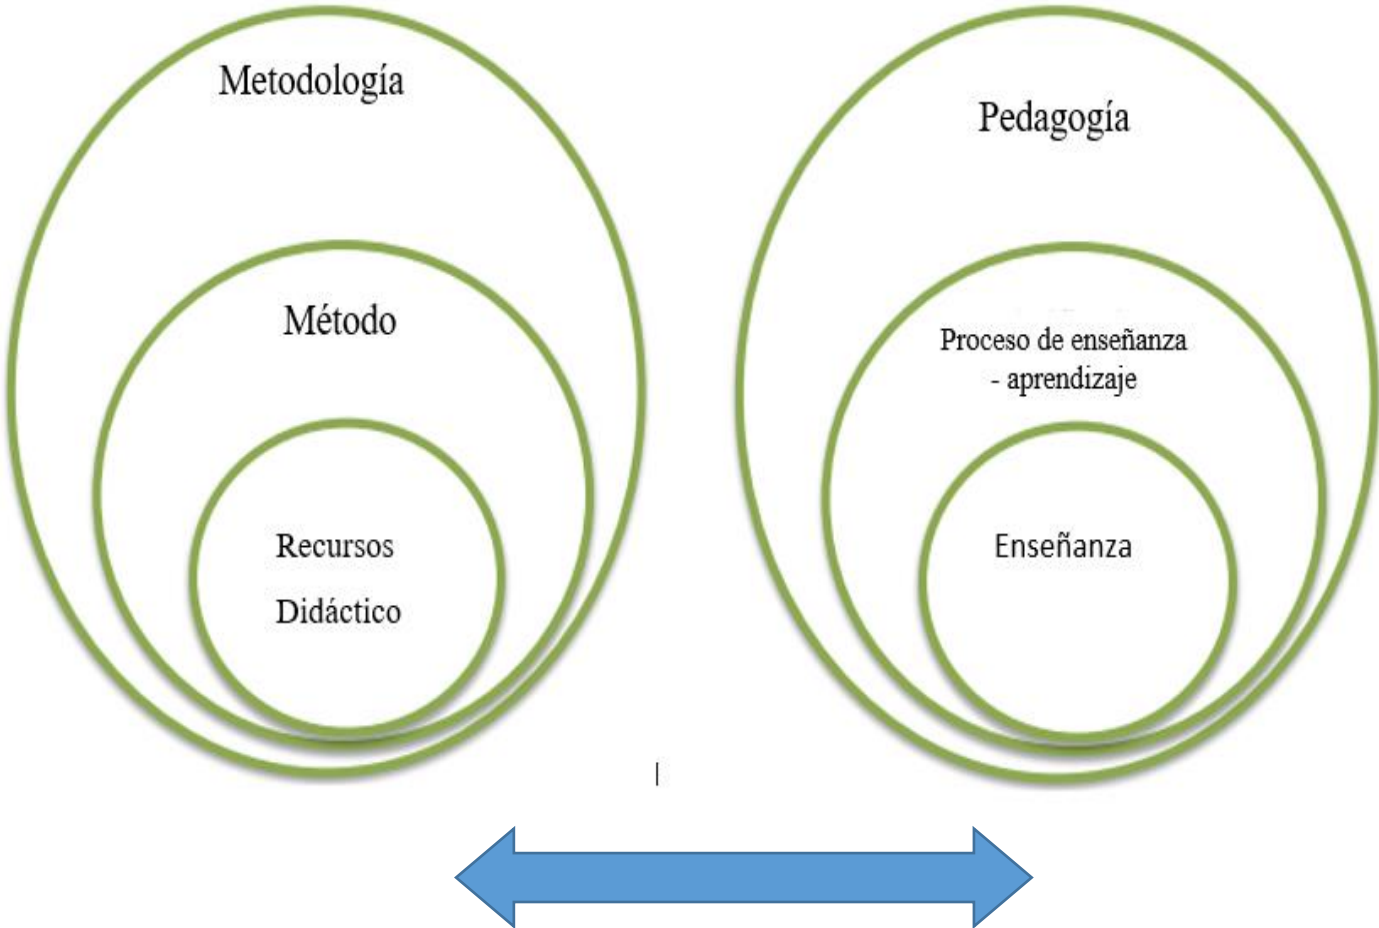 Metodología
Método
Recursos
Didáctico
Pedagogía
Proceso de enseñanza
- aprendizaje
Enseñanza